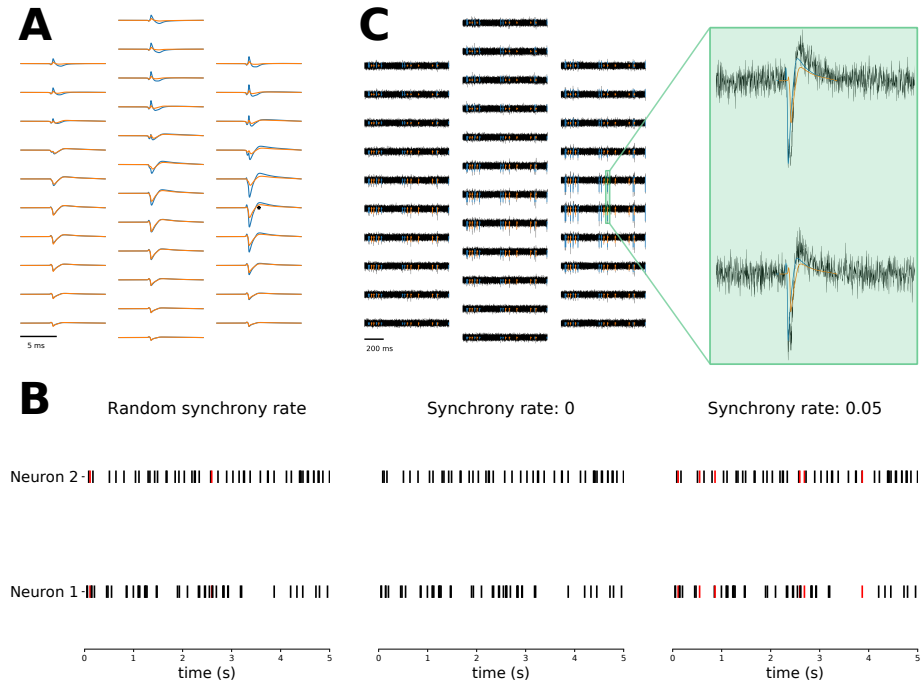 A
C
5 ms
200 ms
B
Random synchrony rate
Synchrony rate: 0
Synchrony rate: 0.05
Neuron 2
Neuron 1
0 1 2 3 4 5
0 1 2 3 4 5
0 1 2 3 4 5
time (s)
time (s)
time (s)